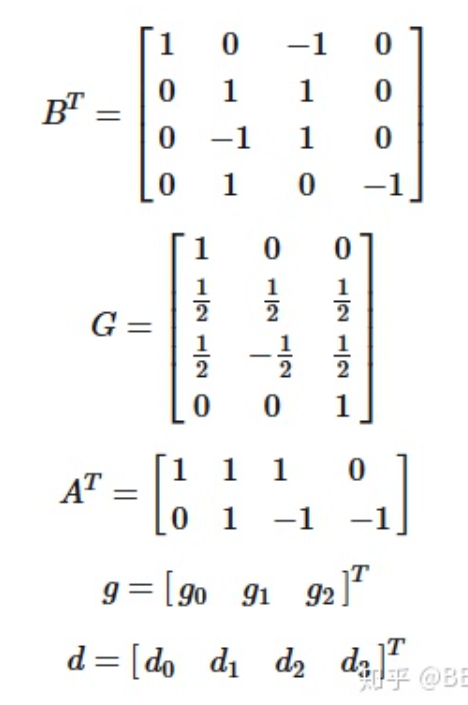 B^T = [1 0 −1 0
0 1 1 0
0 −1 1 0
0 1 0 −1]
G = [1 0 0
1/2 1/2 1/2
1/2 −1/2 1/2
0 0 1]
A^T = [1 1 1 0
0 1 −1 −1]
g = [g₀ g₁ g₂]^T
d = [d₀ d₁ d₂ d₃]^T
知乎